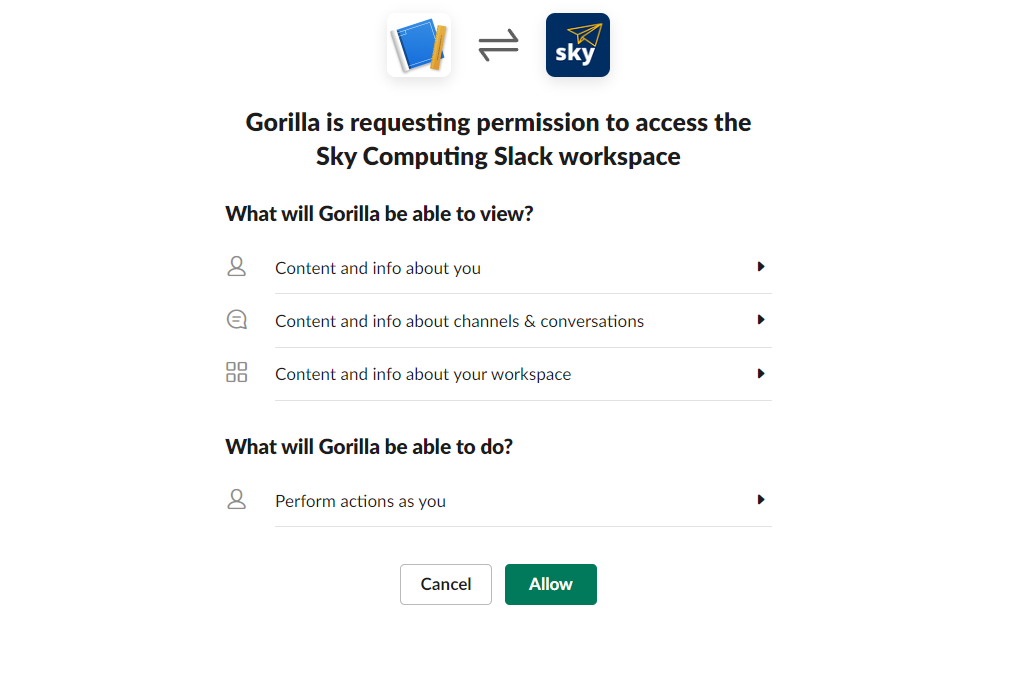 sky
Gorilla is requesting permission to access the
Sky Computing Slack workspace
What will Gorilla be able to view?
Content and info about you
Content and info about channels & conversations
Content and info about your workspace
What will Gorilla be able to do?
Perform actions as you
Cancel Allow